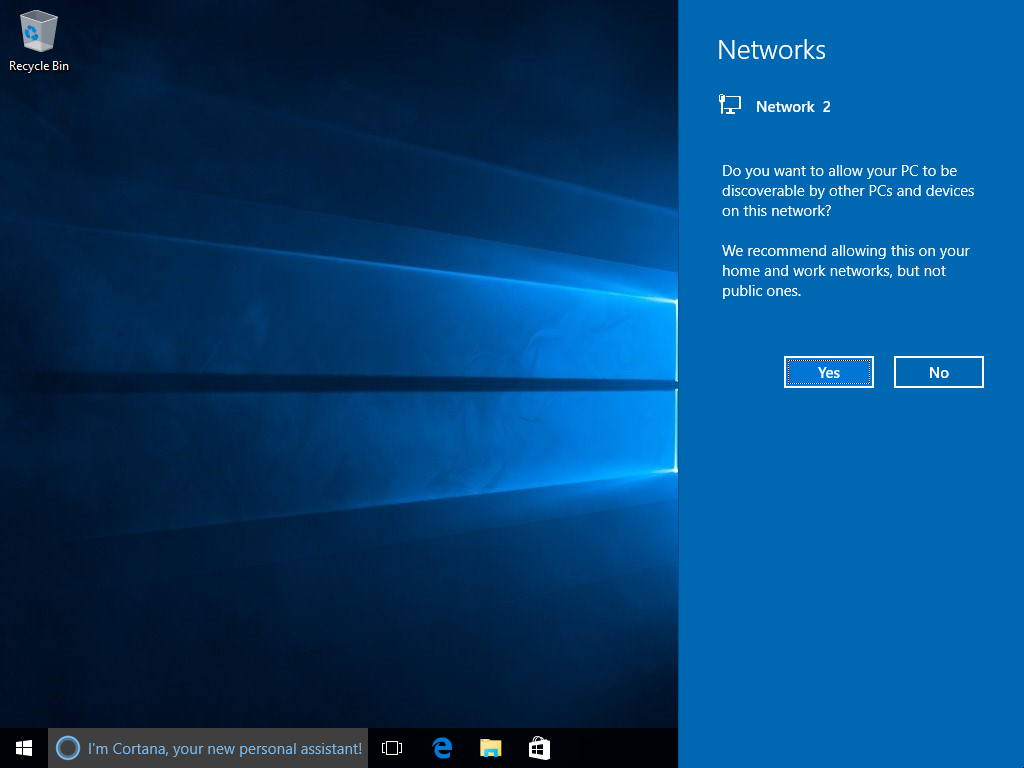 Recycle Bin
Networks
Network 2
Do you want to allow your PC to be
discoverable by other PCs and devices
on this network?
We recommend allowing this on your
home and work networks, but not
public ones.
Yes
No
I'm Cortana, your new personal assistant!